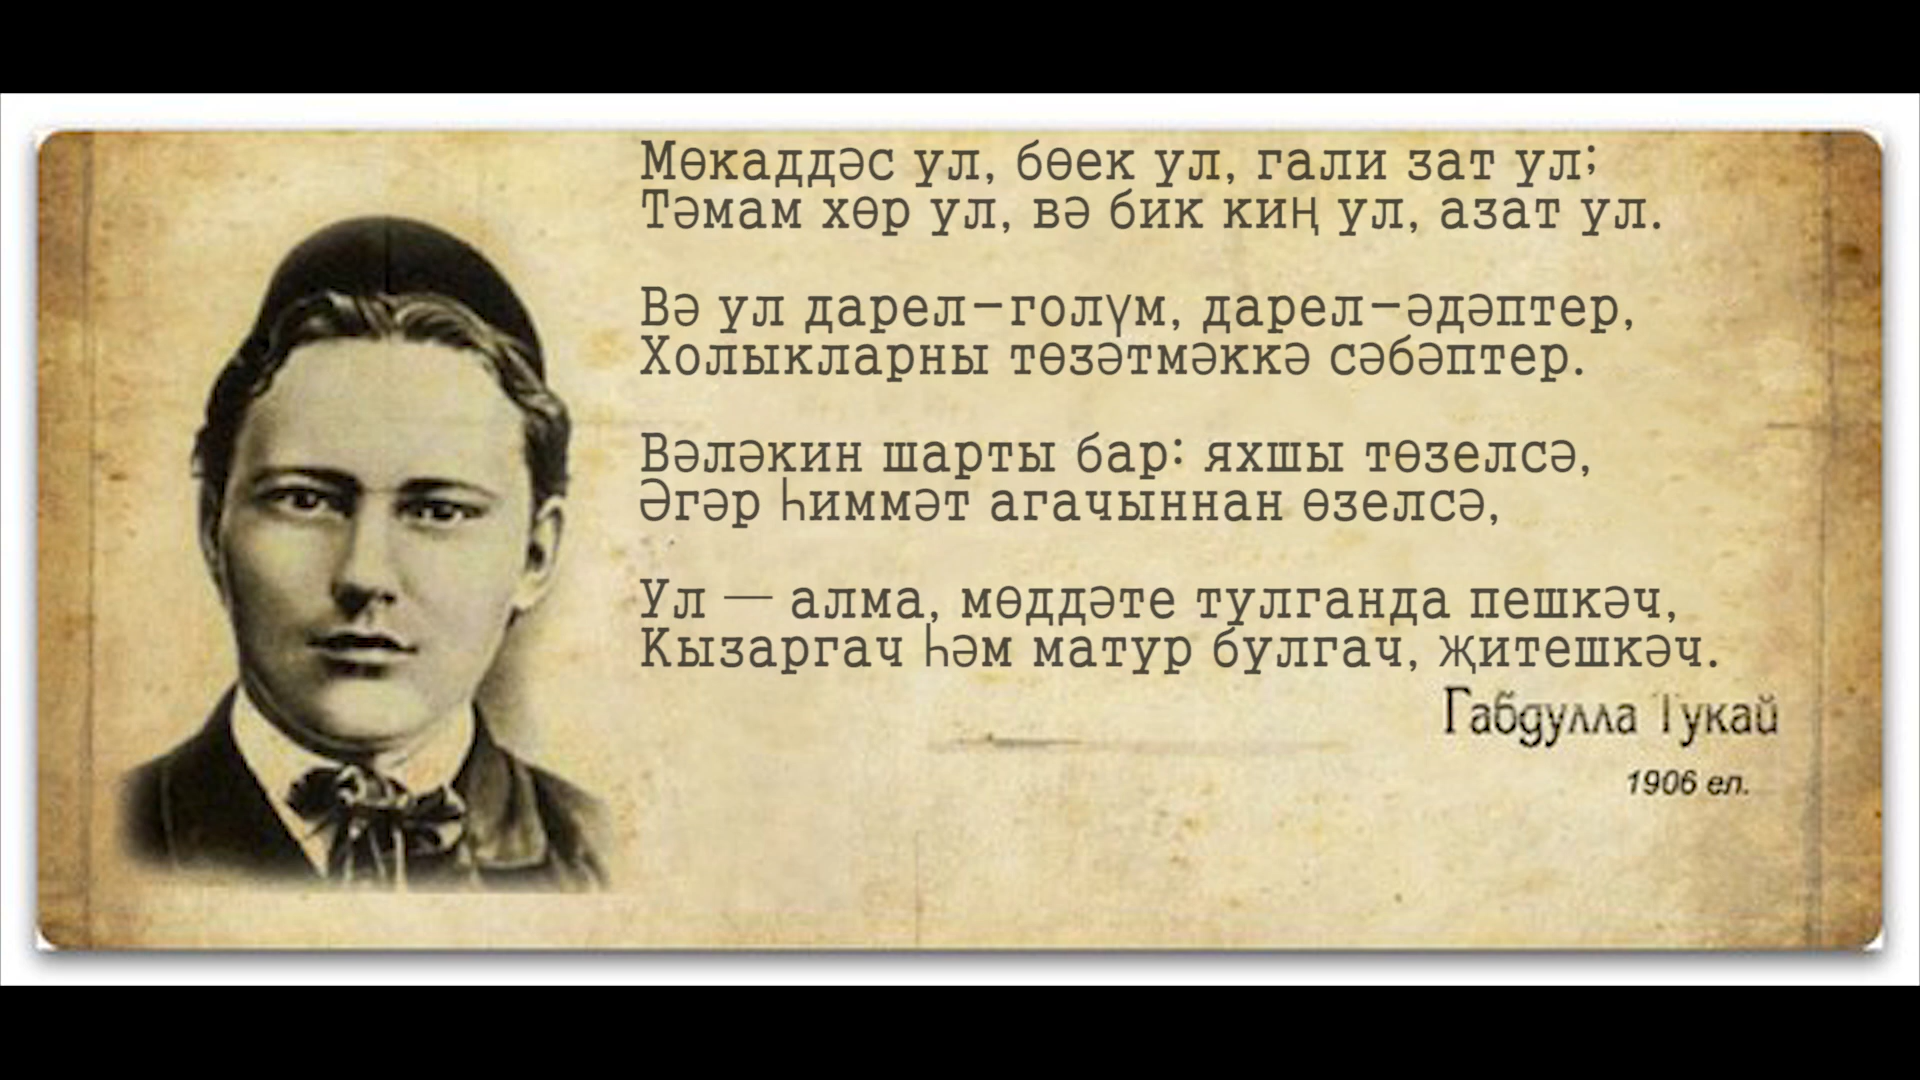 Мөкаддәс ул, бөек ул, гали зат ул;
Тәмам хөр ул, вә бик киң ул, азат ул.
Вә ул дарел-голүм, дарел-әдәптер,
Холыкларны төзәтмәккә сәбәптер.
Вәләкин шарты бар: яхшы төзелсә,
Әгәр һиммәт агачыннан өзелсә,
Ул — алма, мөддәте тулганда пешкәч,
Кызаргач һәм матур булгач, җитешкәч.
Габдулла Тукай
1906 ел.